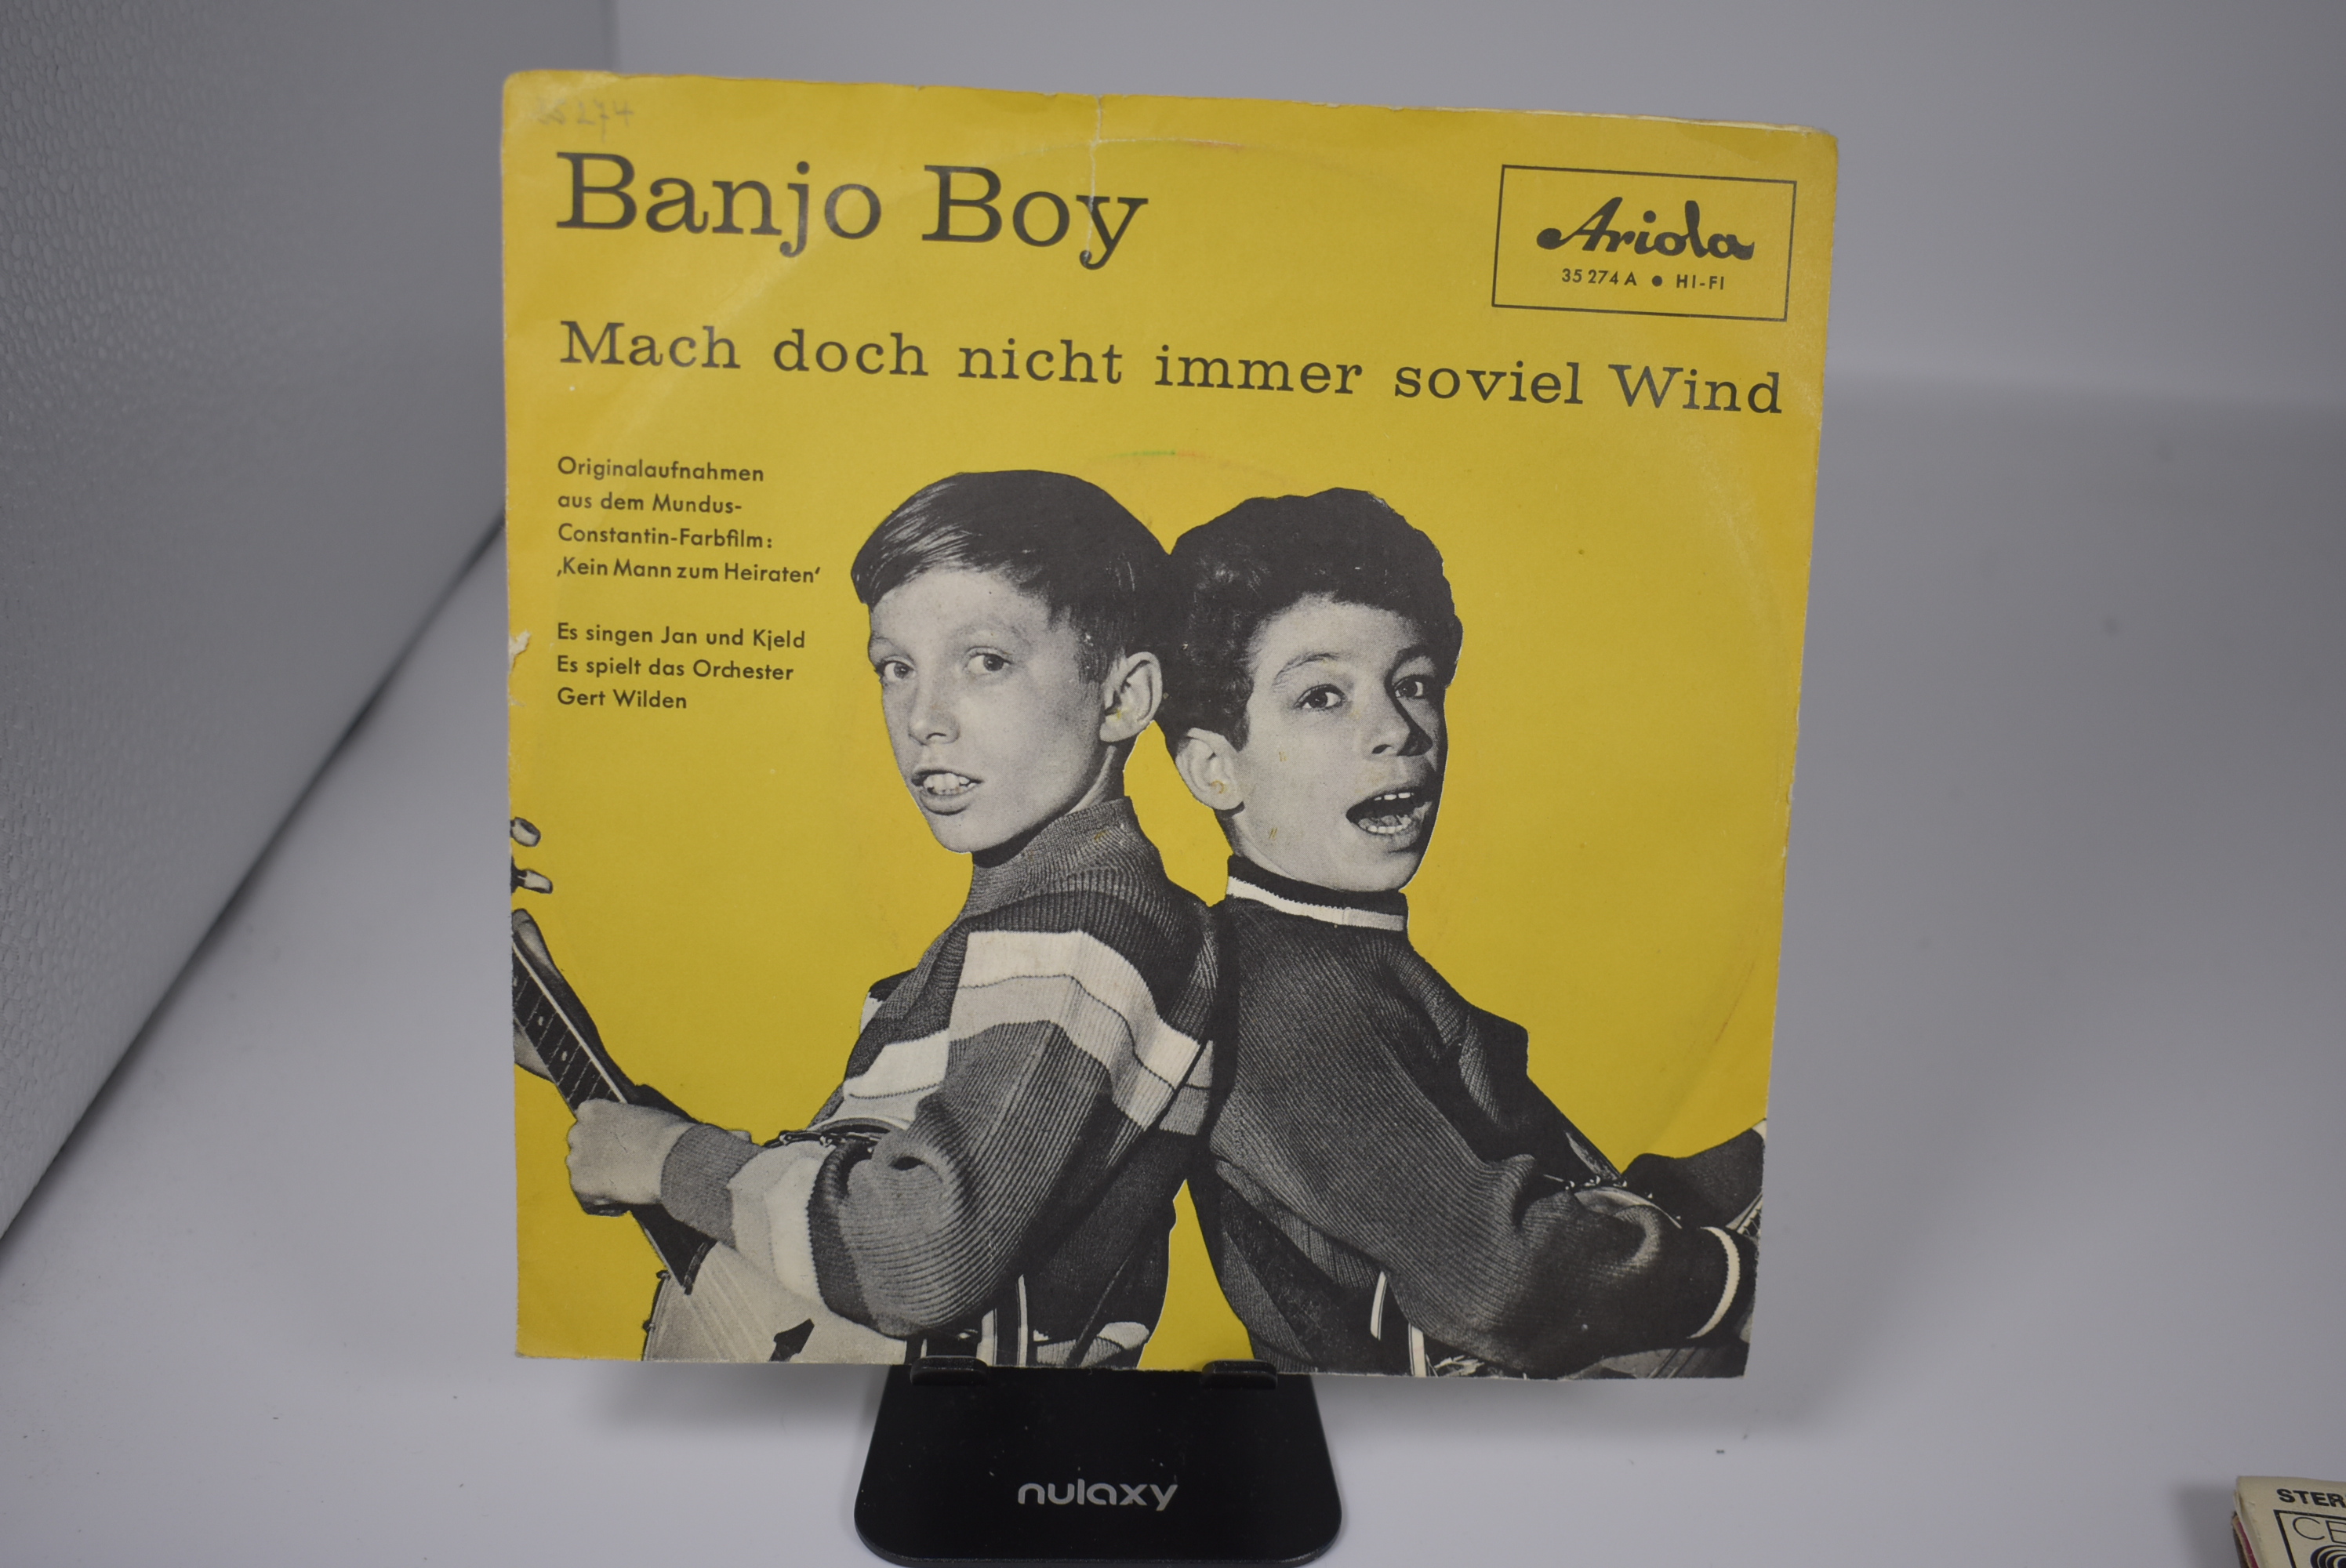 35274
Banjo Boy
Ariola
35 274 A ● HI-FI
Mach doch nicht immer soviel Wind
Originalaufnahmen
aus dem Mundus-
Constantin-Farbfilm:
‚Kein Mann zum Heiraten‘
Es singen Jan und Kjeld
Es spielt das Orchester
Gert Wilden
nulaxy